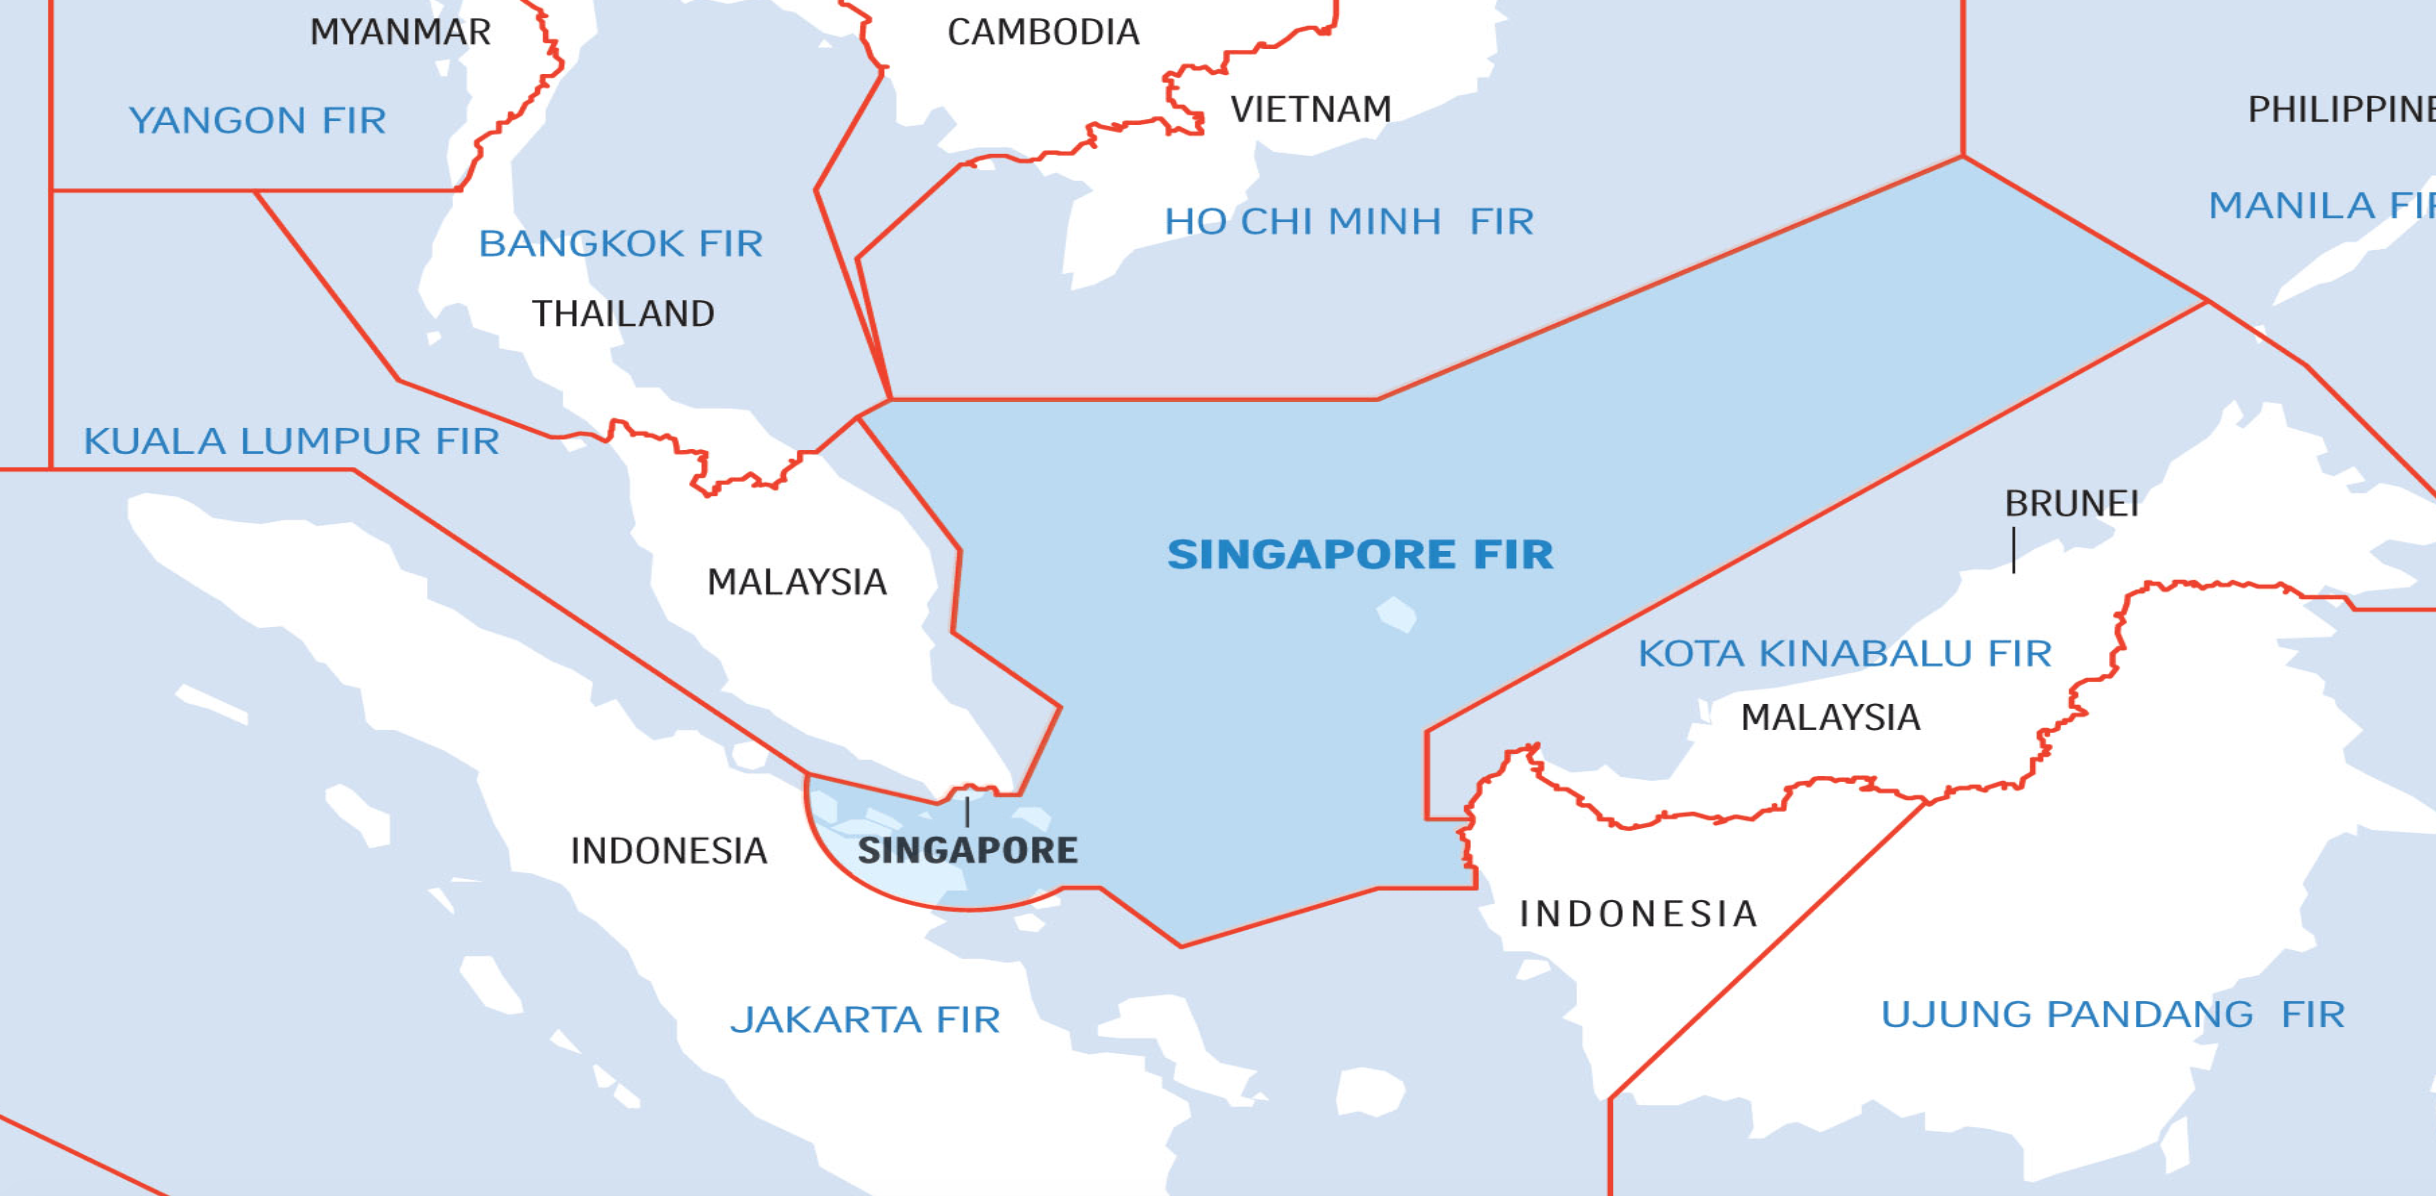 MYANMAR
CAMBODIA
VIETNAM
PHILIPPINE
YANGON FIR
MANILA FIR
HO CHI MINH FIR
BANGKOK FIR
THAILAND
KUALA LUMPUR FIR
BRUNEI
SINGAPORE FIR
MALAYSIA
KOTA KINABALU FIR
MALAYSIA
INDONESIA
SINGAPORE
INDONESIA
JAKARTA FIR
UJUNG PANDANG FIR